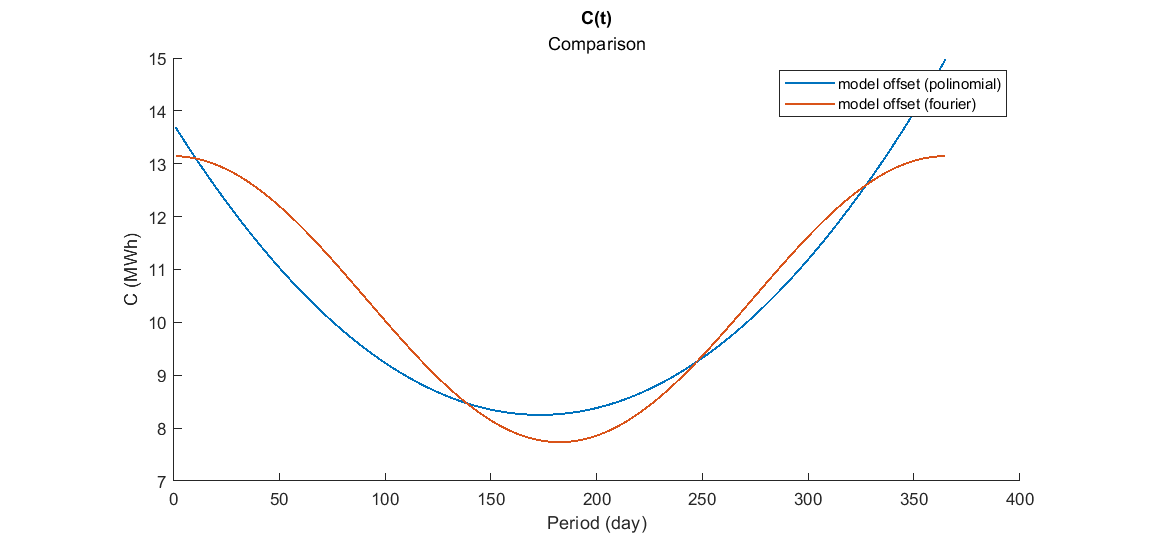 C(t)
Comparison
15
14
13
12
11
10
9
8
7
C (MWh)
model offset (polinomial)
model offset (fourier)
0 50 100 150 200 250 300 350 400
Period (day)